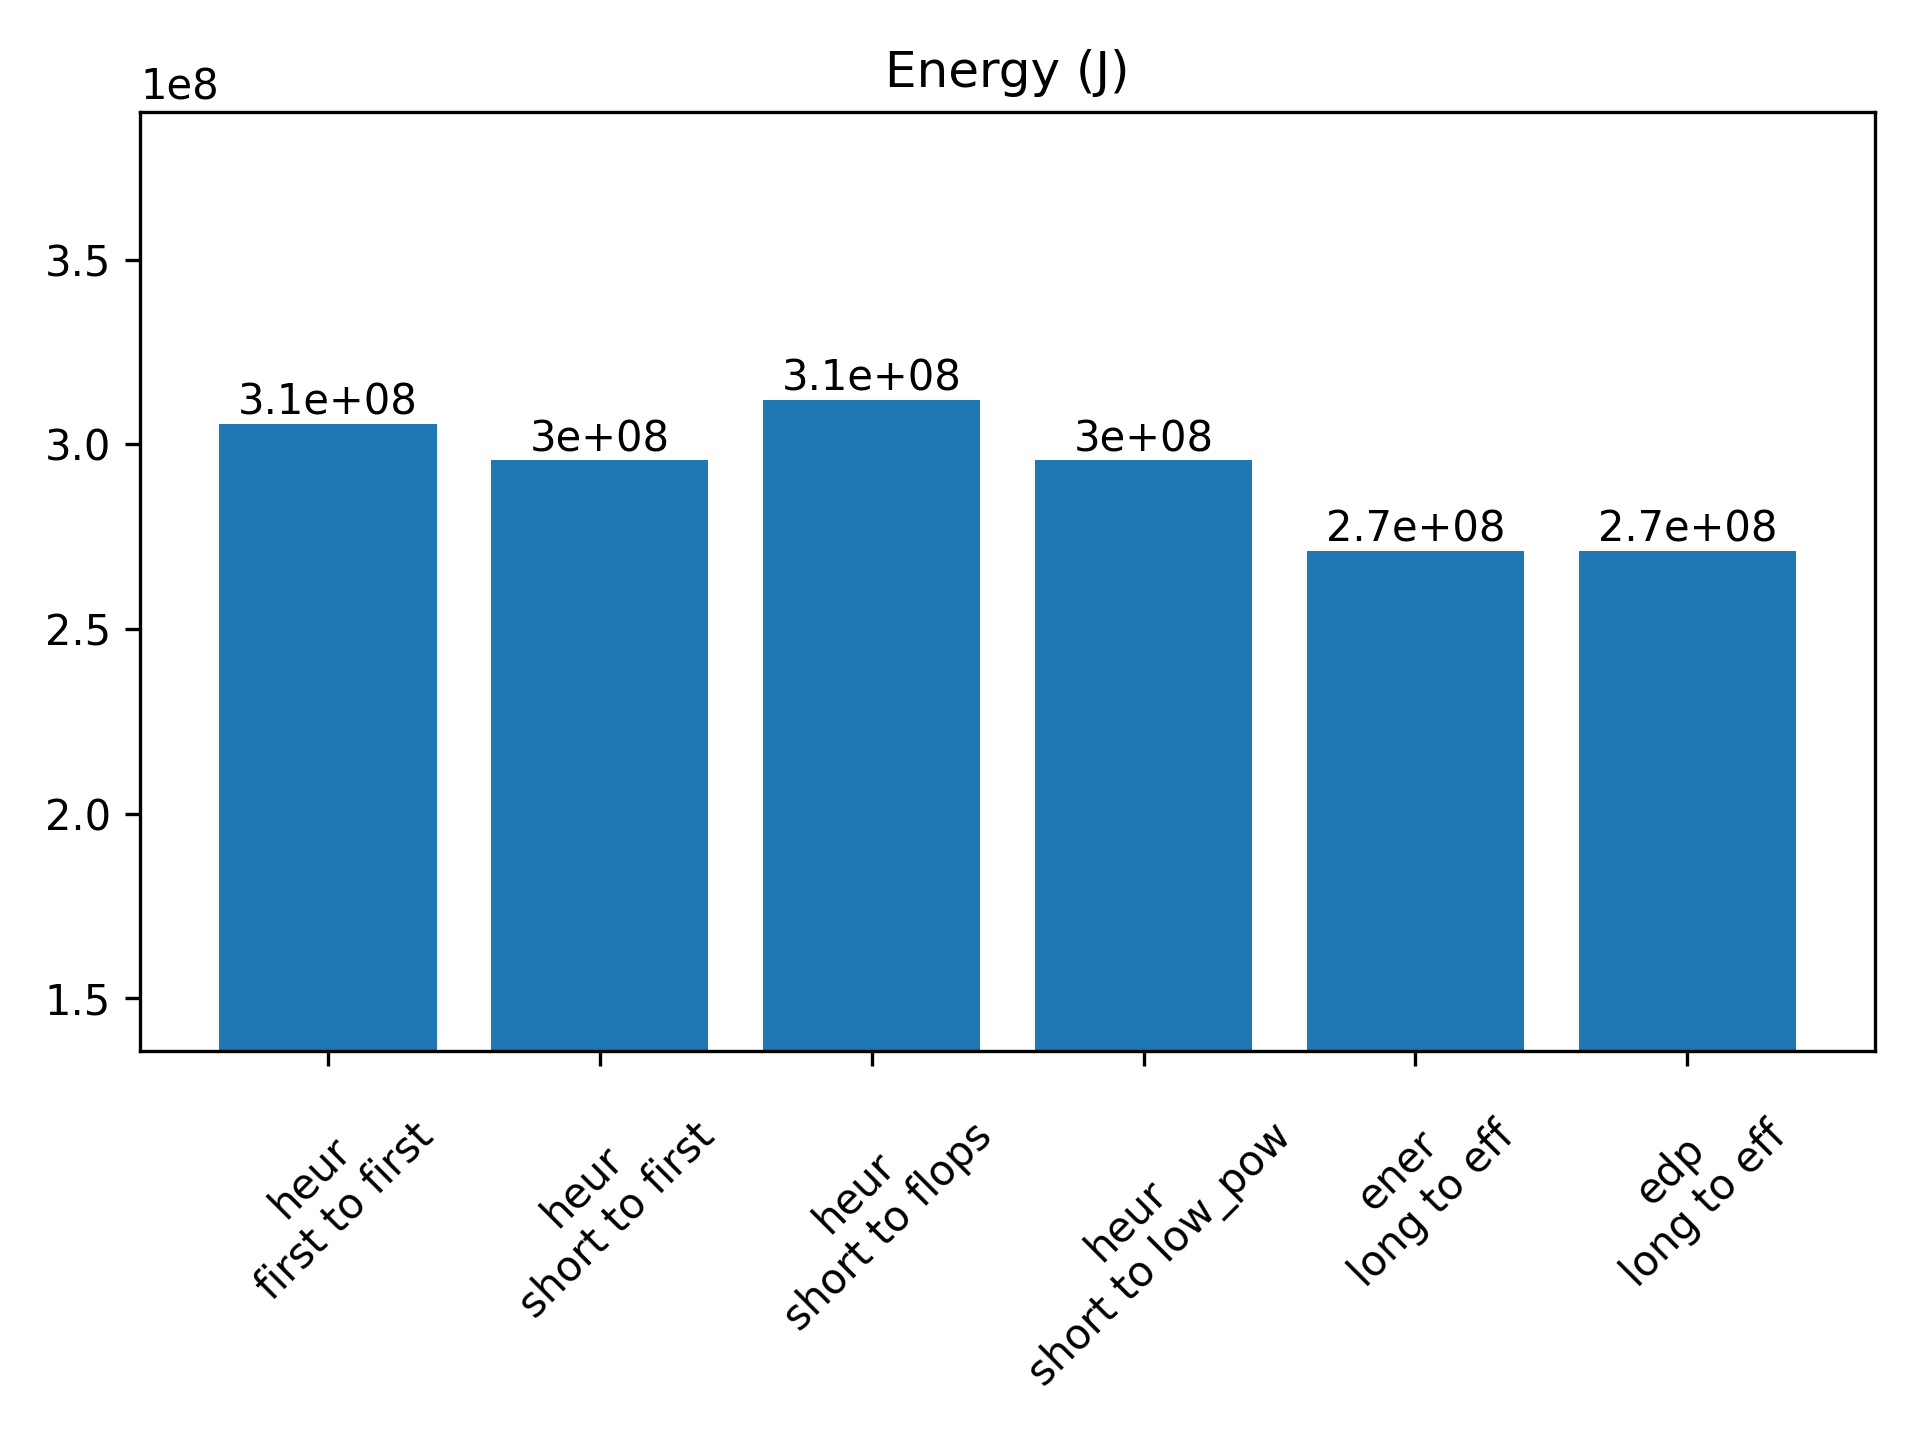 Energy (J)
1e8
3.5
3.0
2.5
2.0
1.5
3.1e+08
3e+08
3.1e+08
3e+08
2.7e+08
2.7e+08
heur
first to first
heur
short to first
heur
short to flops
heur
short to low_pow
ener
long to eff
edp
long to eff